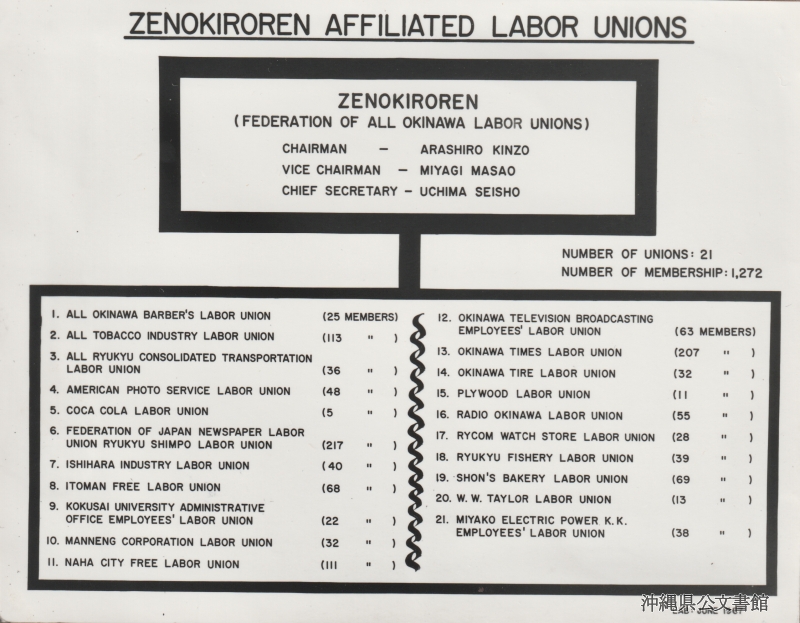 ZENOKIROREN AFFILIATED LABOR UNIONS
ZENOKIROREN
(FEDERATION OF ALL OKINAWA LABOR UNIONS)
CHAIRMAN – ARASHIRO KINZO
VICE CHAIRMAN – MIYAGI MASAO
CHIEF SECRETARY – UCHIMA SEISHO
NUMBER OF UNIONS: 21
NUMBER OF MEMBERSHIP: 1,272
1. ALL OKINAWA BARBER'S LABOR UNION (25 MEMBERS)
2. ALL TOBACCO INDUSTRY LABOR UNION (113 " )
3. ALL RYUKYU CONSOLIDATED TRANSPORTATION
LABOR UNION (36 " )
4. AMERICAN PHOTO SERVICE LABOR UNION (48 " )
5. COCA COLA LABOR UNION (5 " )
6. FEDERATION OF JAPAN NEWSPAPER LABOR
UNION RYUKYU SHIMPO LABOR UNION (217 " )
7. ISHIHARA INDUSTRY LABOR UNION (40 " )
8. ITOMAN FREE LABOR UNION (68 " )
9. KOKUSAI UNIVERSITY ADMINISTRATIVE
OFFICE EMPLOYEES' LABOR UNION (22 " )
10. MANNENG CORPORATION LABOR UNION (32 " )
11. NAHA CITY FREE LABOR UNION (111 " )
12. OKINAWA TELEVISION BROADCASTING
EMPLOYEES' LABOR UNION (63 MEMBERS)
13. OKINAWA TIMES LABOR UNION (207 " )
14. OKINAWA TIRE LABOR UNION (32 " )
15. PLYWOOD LABOR UNION (11 " )
16. RADIO OKINAWA LABOR UNION (55 " )
17. RYCOM WATCH STORE LABOR UNION (28 " )
18. RYUKYU FISHERY LABOR UNION (39 " )
19. SHON'S BAKERY LABOR UNION (69 " )
20. W. W. TAYLOR LABOR UNION (13 " )
21. MIYAKO ELECTRIC POWER K.K.
EMPLOYEES' LABOR UNION (38 " )
沖縄県公文書館
JUNE